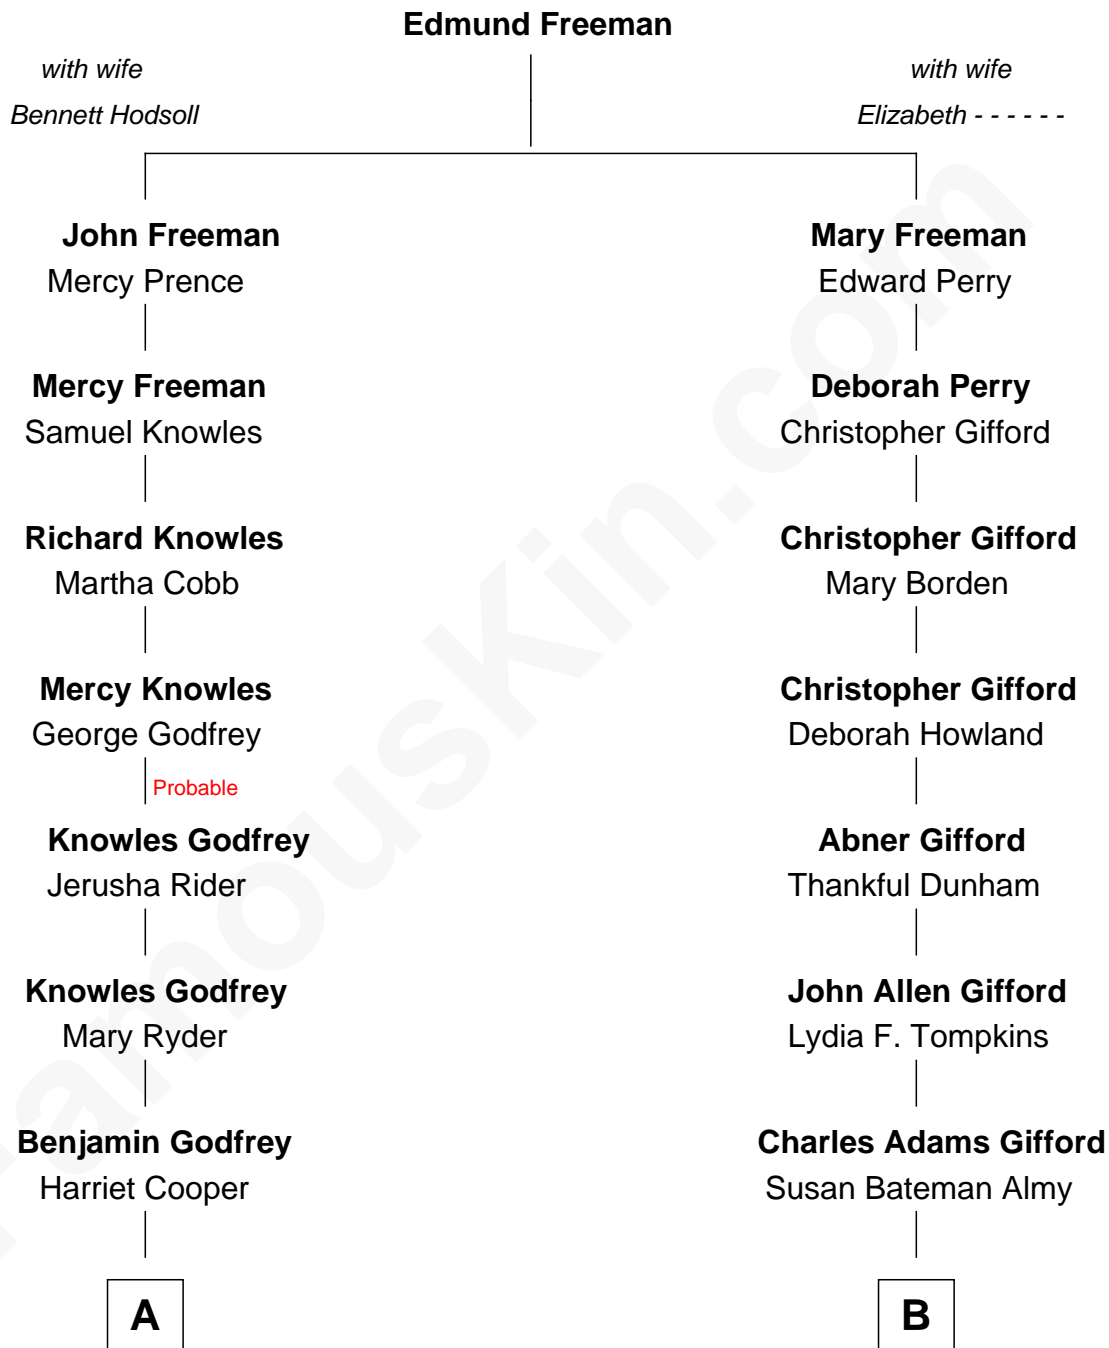 Edmund Freeman
with wife
Bennett Hodsoll
with wife
Elizabeth - - - - - -
John Freeman
Mercy Prence
Mary Freeman
Edward Perry
Mercy Freeman
Samuel Knowles
Deborah Perry
Christopher Gifford
Richard Knowles
Martha Cobb
Christopher Gifford
Mary Borden
Mercy Knowles
George Godfrey
Christopher Gifford
Deborah Howland
Probable
Knowles Godfrey
Jerusha Rider
Abner Gifford
Thankful Dunham
Knowles Godfrey
Mary Ryder
John Allen Gifford
Lydia F. Tompkins
Benjamin Godfrey
Harriet Cooper
Charles Adams Gifford
Susan Bateman Almy
A
B
FamousKin.com